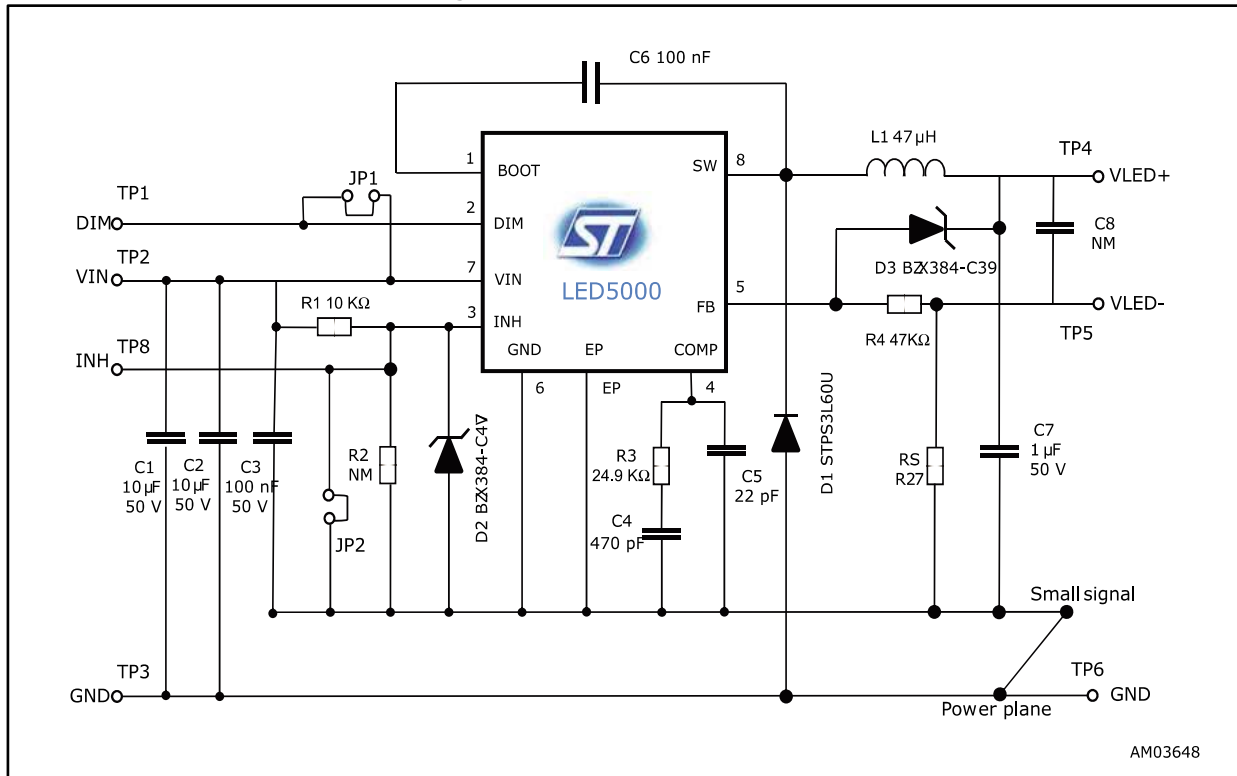 C6 100 nF
L1 47 µH
TP4
VLED+
1
BOOT
SW
8
TP1
JP1
DIM
2
DIM
C8
NM
TP2
VIN
7
VIN
ST
LED5000
D3 BZX384-C39
5
FB
VLED-
R1 10 KΩ
3
INH
R4 47KΩ
TP5
TP8
INH
GND
EP
COMP
6
EP
4
C1
10 µF
50 V
C2
10 µF
50 V
C3
100 nF
50 V
R2
NM
JP2
D2 BZX384-C4V
R3
24.9 KΩ
C4
470 pF
C5
22 pF
D1 STPS3L60U
RS
R27
C7
1 µF
50 V
Small signal
TP3
GND
TP6
GND
Power plane
AM03648